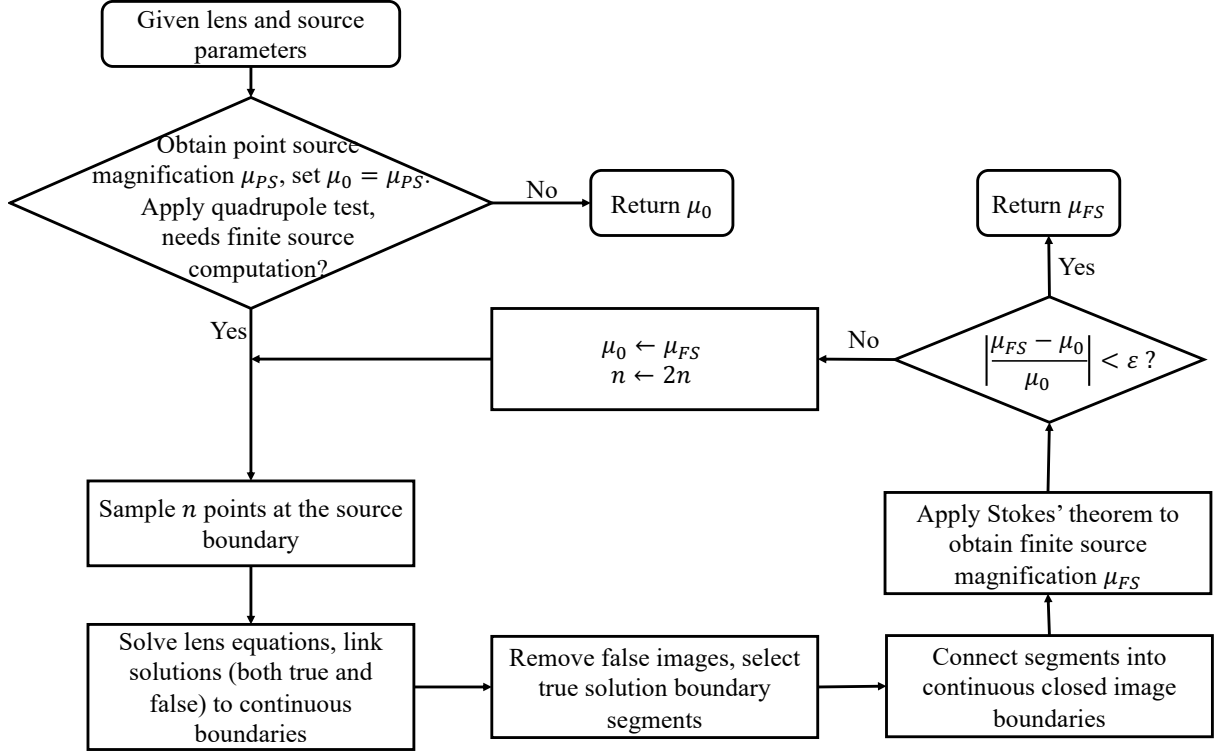 Given lens and source
parameters
Obtain point source
magnification μ_PS, set μ_0 = μ_PS.
Apply quadrupole test,
needs finite source
computation?
No
Return μ_0
Return μ_FS
Yes
Yes
μ_0 ← μ_FS
n ← 2n
No
|(μ_FS − μ_0)/μ_0| < ε ?
Sample n points at the source
boundary
Apply Stokes’ theorem to
obtain finite source
magnification μ_FS
Solve lens equations, link
solutions (both true and
false) to continuous
boundaries
Remove false images, select
true solution boundary
segments
Connect segments into
continuous closed image
boundaries